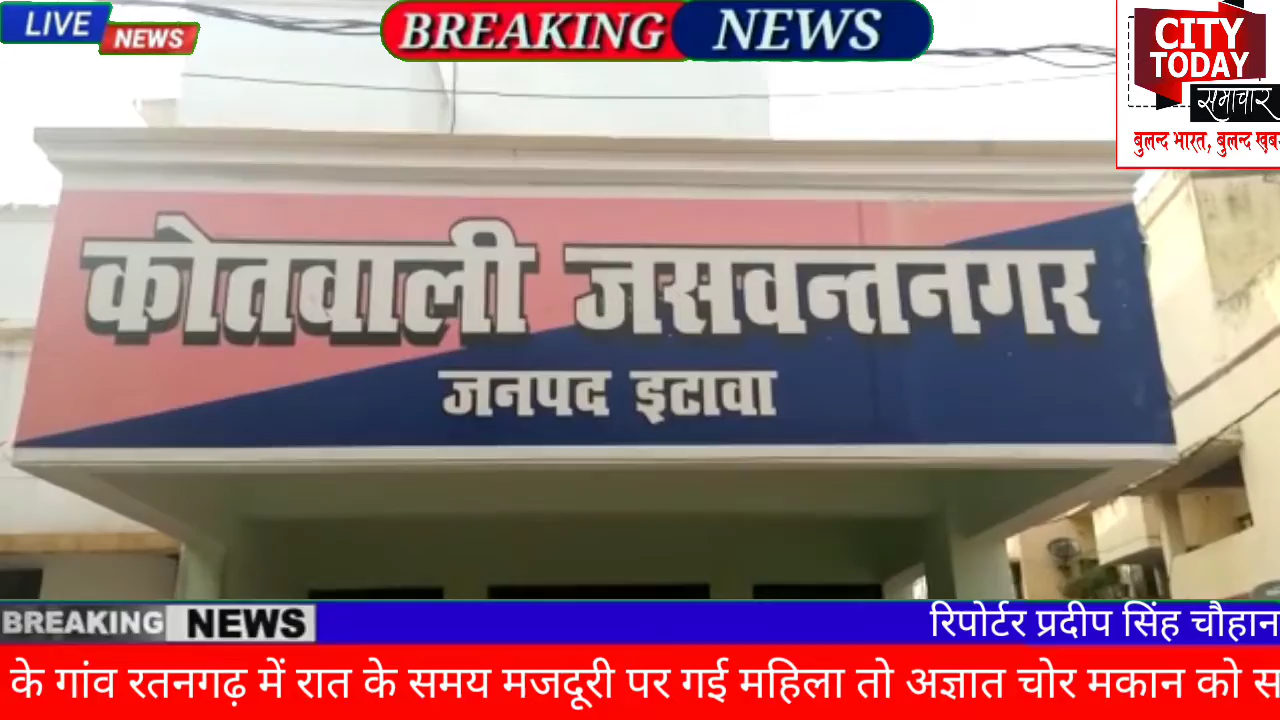 LIVE
NEWS
BREAKING NEWS
CITY
TODAY
समाचार
बुलन्द भारत, बुलन्द
कोतवाली जसवन्तनगर
जनपद इटावा
BREAKING NEWS
रिपोर्टर प्रदीप सिंह चौहान
के गांव रतनगढ़ में रात के समय मजदूरी पर गई महिला तो अज्ञात चोर मकान को